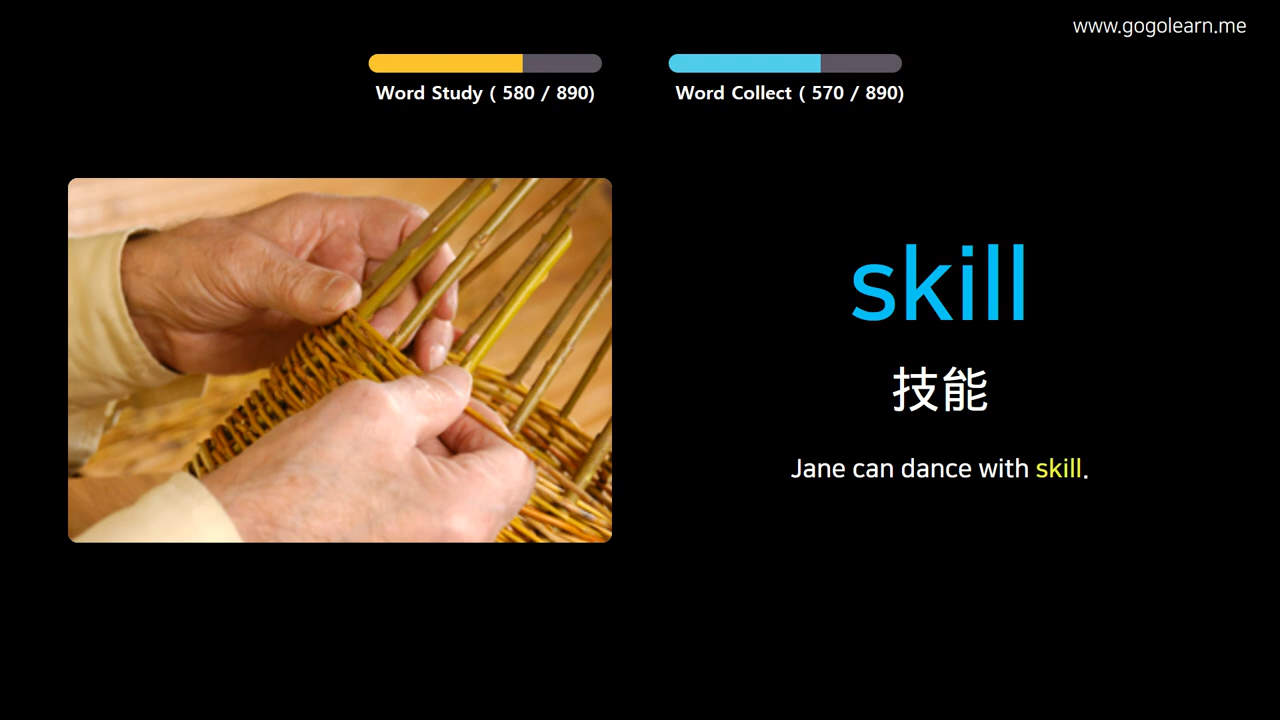 www.gogolearn.me
Word Study ( 580 / 890)
Word Collect ( 570 / 890)
skill
技能
Jane can dance with skill.